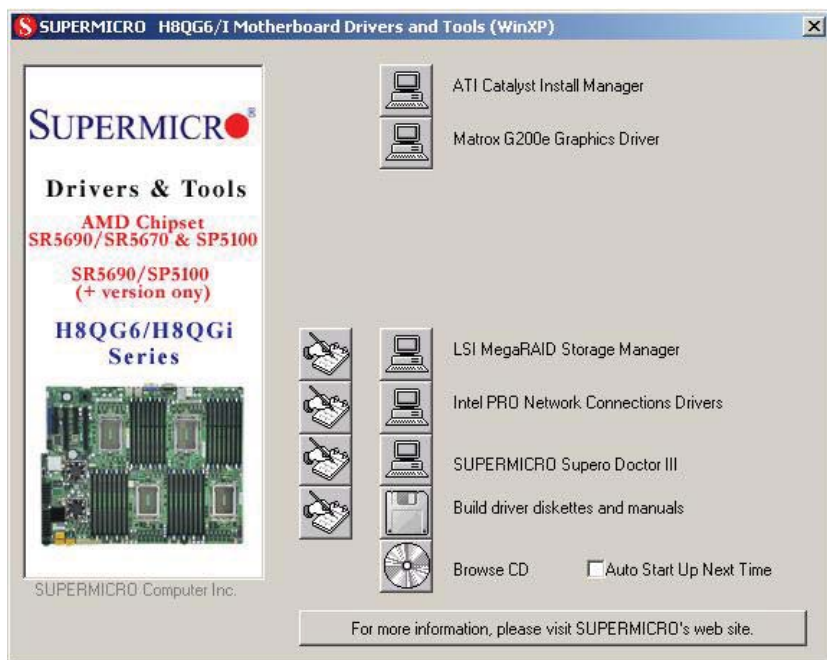 SUPERMICRO H8QG6/I Motherboard Drivers and Tools (WinXP)
SUPERMICRO®
Drivers & Tools
AMD Chipset
SR5690/SR5670 & SP5100
SR5690/SP5100
(+ version ony)
H8QG6/H8QGi
Series
SUPERMICRO Computer Inc.
ATI Catalyst Install Manager
Matrox G200e Graphics Driver
LSI MegaRAID Storage Manager
Intel PRO Network Connections Drivers
SUPERMICRO Supero Doctor III
Build driver diskettes and manuals
Browse CD
Auto Start Up Next Time
For more information, please visit SUPERMICRO's web site.